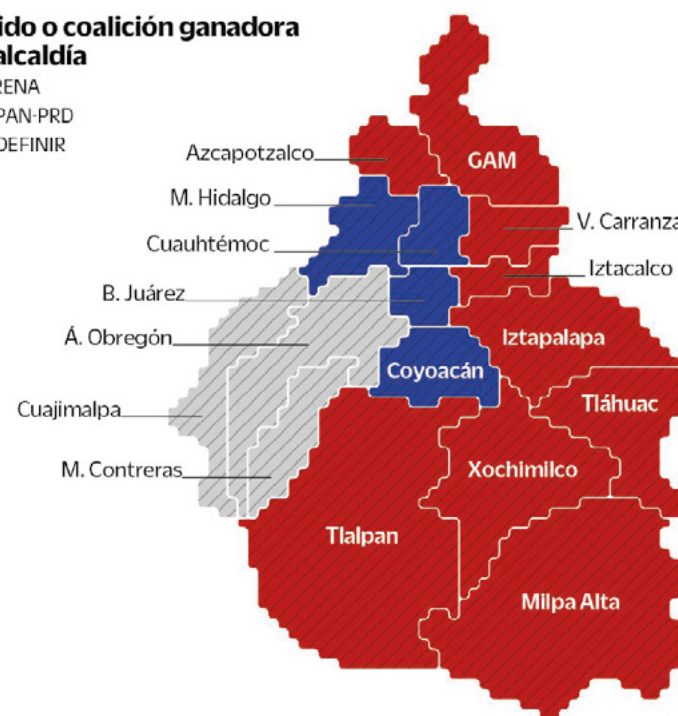 ido o coalición ganadora
alcaldía
RENA
PAN-PRD
DEFINIR
Azcapotzalco
GAM
M. Hidalgo
V. Carranza
Cuauhtémoc
Iztacalco
B. Juárez
Á. Obregón
Iztapalapa
Coyoacán
Tláhuac
Cuajimalpa
M. Contreras
Xochimilco
Tlalpan
Milpa Alta